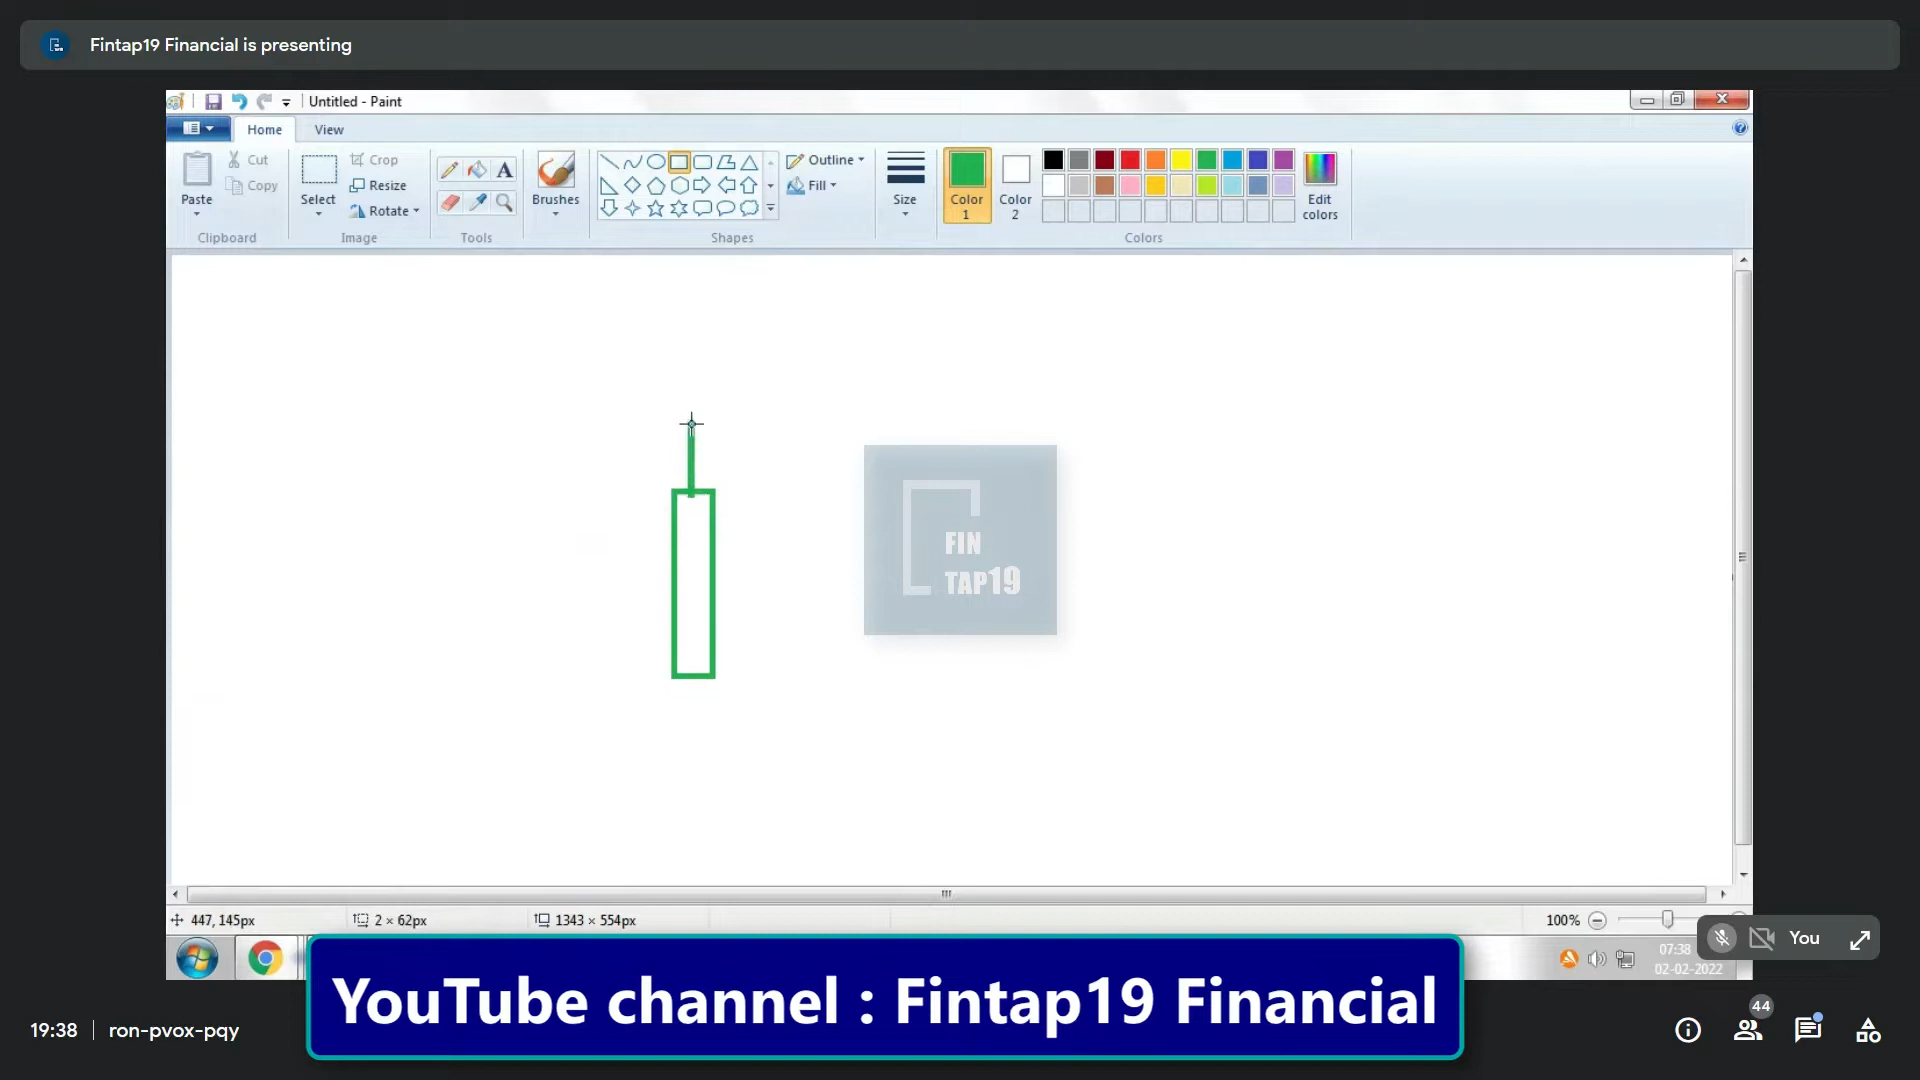 Fintap19 Financial is presenting
Untitled - Paint
Home
View
Paste
Cut
Copy
Clipboard
Select
Crop
Resize
Rotate
Image
A
Tools
Brushes
Shapes
Outline
Fill
Size
Color 1
Color 2
Edit colors
Colors
FIN
TAP19
447, 145px
2 × 62px
1343 × 554px
100%
07:38
02-02-2022
You
YouTube channel : Fintap19 Financial
19:38
ron-pvox-pqy
44